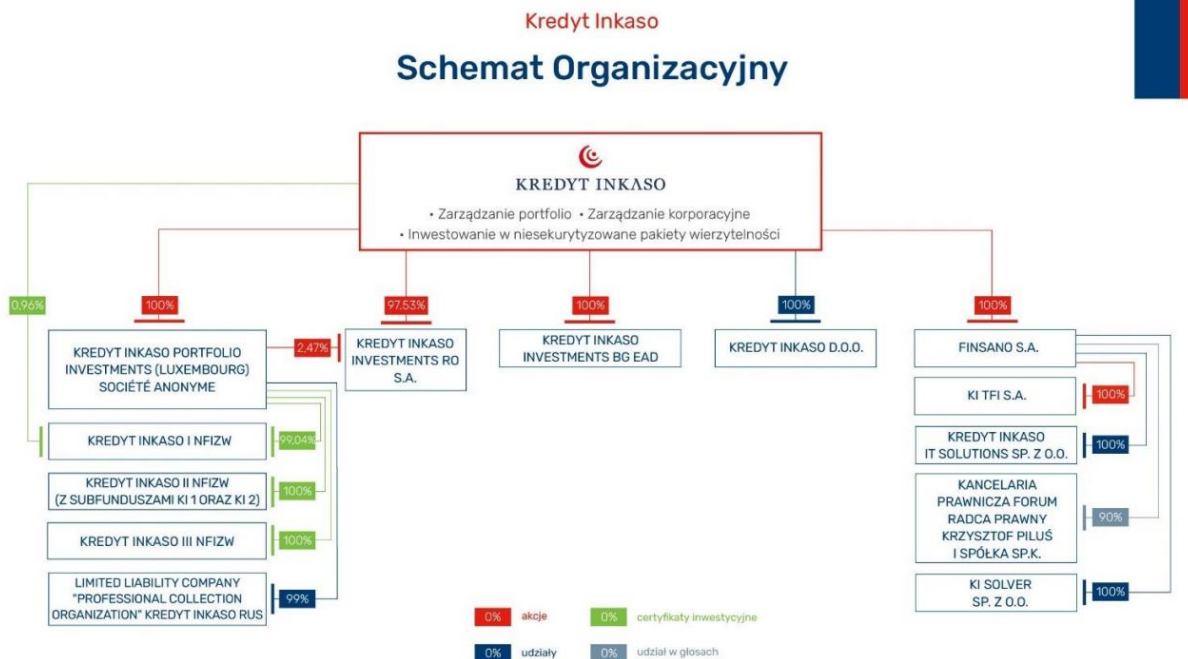 Kredyt Inkaso
Schemat Organizacyjny
KREDYT INKASO
• Zarządzanie portfolio • Zarządzanie korporacyjne
• Inwestowanie w niesekurytyzowane pakiety wierzytelności
0,96%
100%
97,53%
100%
100%
100%
KREDYT INKASO PORTFOLIO
INVESTMENTS (LUXEMBOURG)
SOCIÉTÉ ANONYME
2,47%
KREDYT INKASO
INVESTMENTS RO
S.A.
KREDYT INKASO
INVESTMENTS BG EAD
KREDYT INKASO D.O.O.
FINSANO S.A.
KREDYT INKASO I NFIZW
99,04%
KREDYT INKASO II NFIZW
(Z SUBFUNDUSZAMI KI 1 ORAZ KI 2)
100%
KREDYT INKASO III NFIZW
100%
LIMITED LIABILITY COMPANY
"PROFESSIONAL COLLECTION
ORGANIZATION" KREDYT INKASO RUS
99%
KI TFI S.A.
100%
KREDYT INKASO
IT SOLUTIONS SP. Z O.O.
100%
KANCELARIA
PRAWNICZA FORUM
RADCA PRAWNY
KRZYSZTOF PILUŚ
I SPÓŁKA SP.K.
90%
KI SOLVER
SP. Z O.O.
100%
0% akcje
0% certyfikaty inwestycyjne
0% udziały
0% udział w głosach